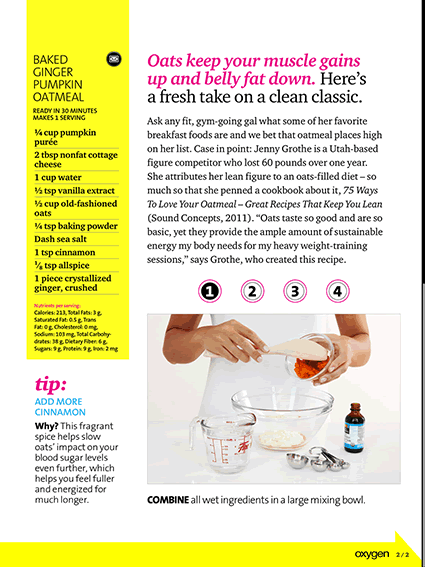 BAKED
GINGER
PUMPKIN
OATMEAL
READY IN 30 MINUTES
MAKES 1 SERVING
¼ cup pumpkin
purée
2 tbsp nonfat cottage
cheese
1 cup water
½ tsp vanilla extract
½ cup old-fashioned
oats
¼ tsp baking powder
Dash sea salt
1 tsp cinnamon
⅛ tsp allspice
1 piece crystallized
ginger, crushed
Nutrients per serving:
Calories: 213, Total Fats: 3 g,
Saturated Fat: 0.5 g, Trans
Fat: 0 g, Cholesterol: 0 mg,
Sodium: 103 mg, Total Carbohy-
drates: 38 g, Dietary Fiber: 6 g,
Sugars: 9 g, Protein: 9 g, Iron: 2 mg
tip:
ADD MORE
CINNAMON
Why? This fragrant
spice helps slow
oats’ impact on your
blood sugar levels
even further, which
helps you feel fuller
and energized for
much longer.
Oats keep your muscle gains
up and belly fat down. Here’s
a fresh take on a clean classic.
Ask any fit, gym-going gal what some of her favorite
breakfast foods are and we bet that oatmeal places high
on her list. Case in point: Jenny Grothe is a Utah-based
figure competitor who lost 60 pounds over one year.
She attributes her lean figure to an oats-filled diet – so
much so that she penned a cookbook about it, 75 Ways
To Love Your Oatmeal – Great Recipes That Keep You Lean
(Sound Concepts, 2011). “Oats taste so good and are so
basic, yet they provide the ample amount of sustainable
energy my body needs for my heavy weight-training
sessions,” says Grothe, who created this recipe.
1 2 3 4
COMBINE all wet ingredients in a large mixing bowl.
oxygen 2 / 2